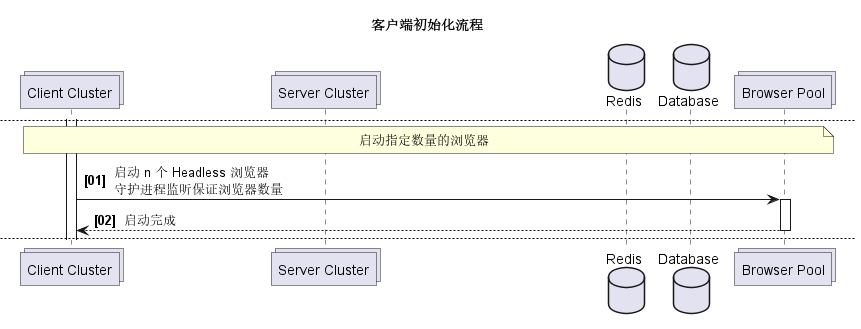 客户端初始化流程
Client Cluster
Server Cluster
Redis
Database
Browser Pool
启动指定数量的浏览器
[01] 启动 n 个 Headless 浏览器
守护进程监听保证浏览器数量
[02] 启动完成
Client Cluster
Server Cluster
Redis
Database
Browser Pool